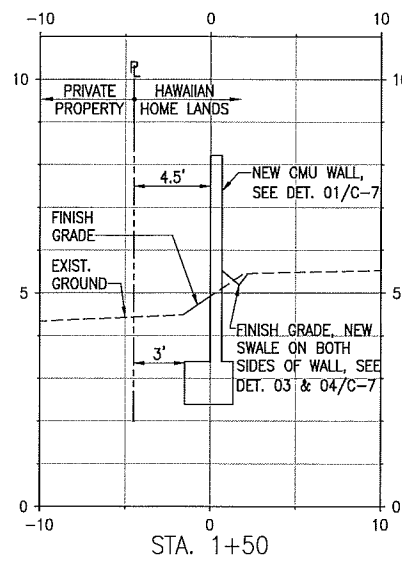 -10 0 10
PL
10 10
PRIVATE HAWAIIAN
PROPERTY HOME LANDS
4.5'
NEW CMU WALL,
SEE DET. 01/C-7
FINISH
GRADE
EXIST.
GROUND
5 5
3'
FINISH GRADE, NEW
SWALE ON BOTH
SIDES OF WALL, SEE
DET. 03 & 04/C-7
0 0
-10 0 10
STA. 1+50